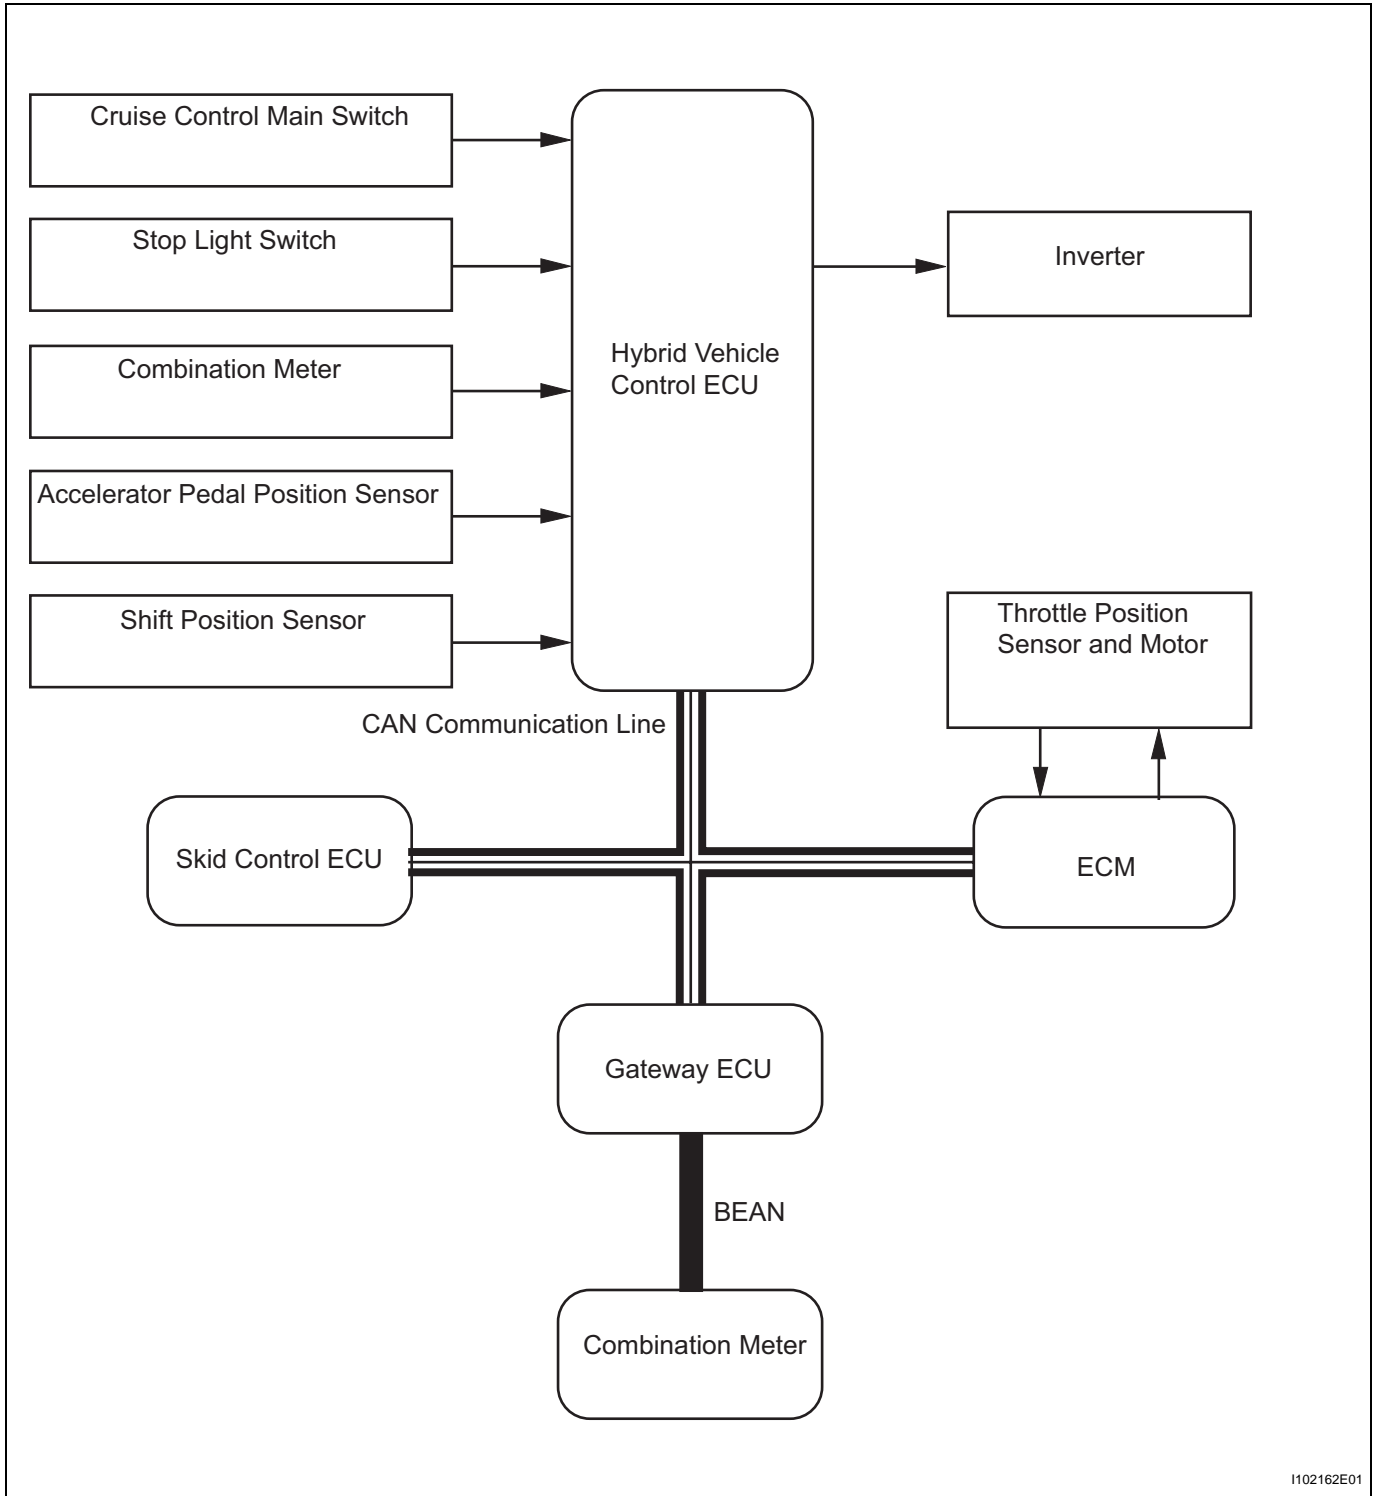 Cruise Control Main Switch
Stop Light Switch
Combination Meter
Accelerator Pedal Position Sensor
Shift Position Sensor
Hybrid Vehicle
Control ECU
Inverter
Throttle Position
Sensor and Motor
CAN Communication Line
Skid Control ECU
ECM
Gateway ECU
BEAN
Combination Meter
I102162E01